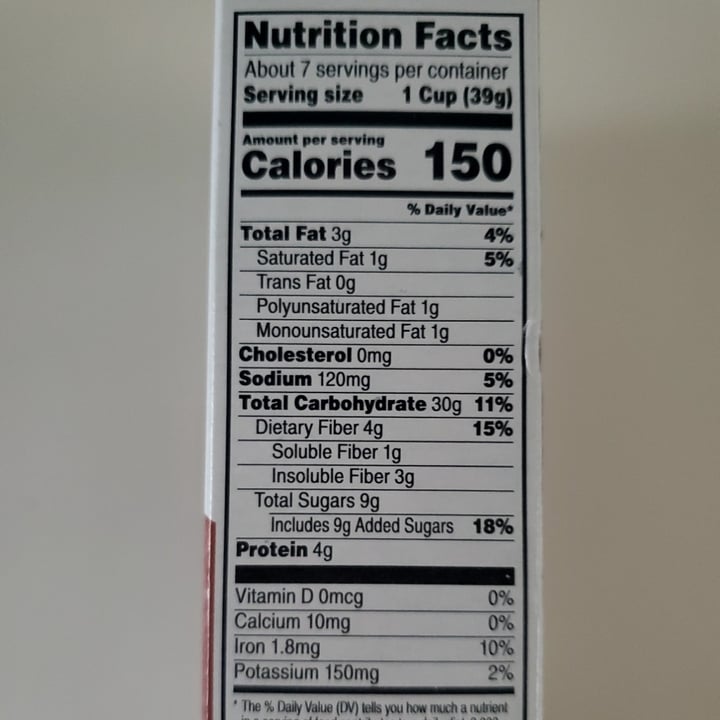 Nutrition Facts
About 7 servings per container
Serving size 1 Cup (39g)
Amount per serving
Calories 150
% Daily Value*
Total Fat 3g 4%
Saturated Fat 1g 5%
Trans Fat 0g
Polyunsaturated Fat 1g
Monounsaturated Fat 1g
Cholesterol 0mg 0%
Sodium 120mg 5%
Total Carbohydrate 30g 11%
Dietary Fiber 4g 15%
Soluble Fiber 1g
Insoluble Fiber 3g
Total Sugars 9g
Includes 9g Added Sugars 18%
Protein 4g
Vitamin D 0mcg 0%
Calcium 10mg 0%
Iron 1.8mg 10%
Potassium 150mg 2%
* The % Daily Value (DV) tells you how much a nutrient